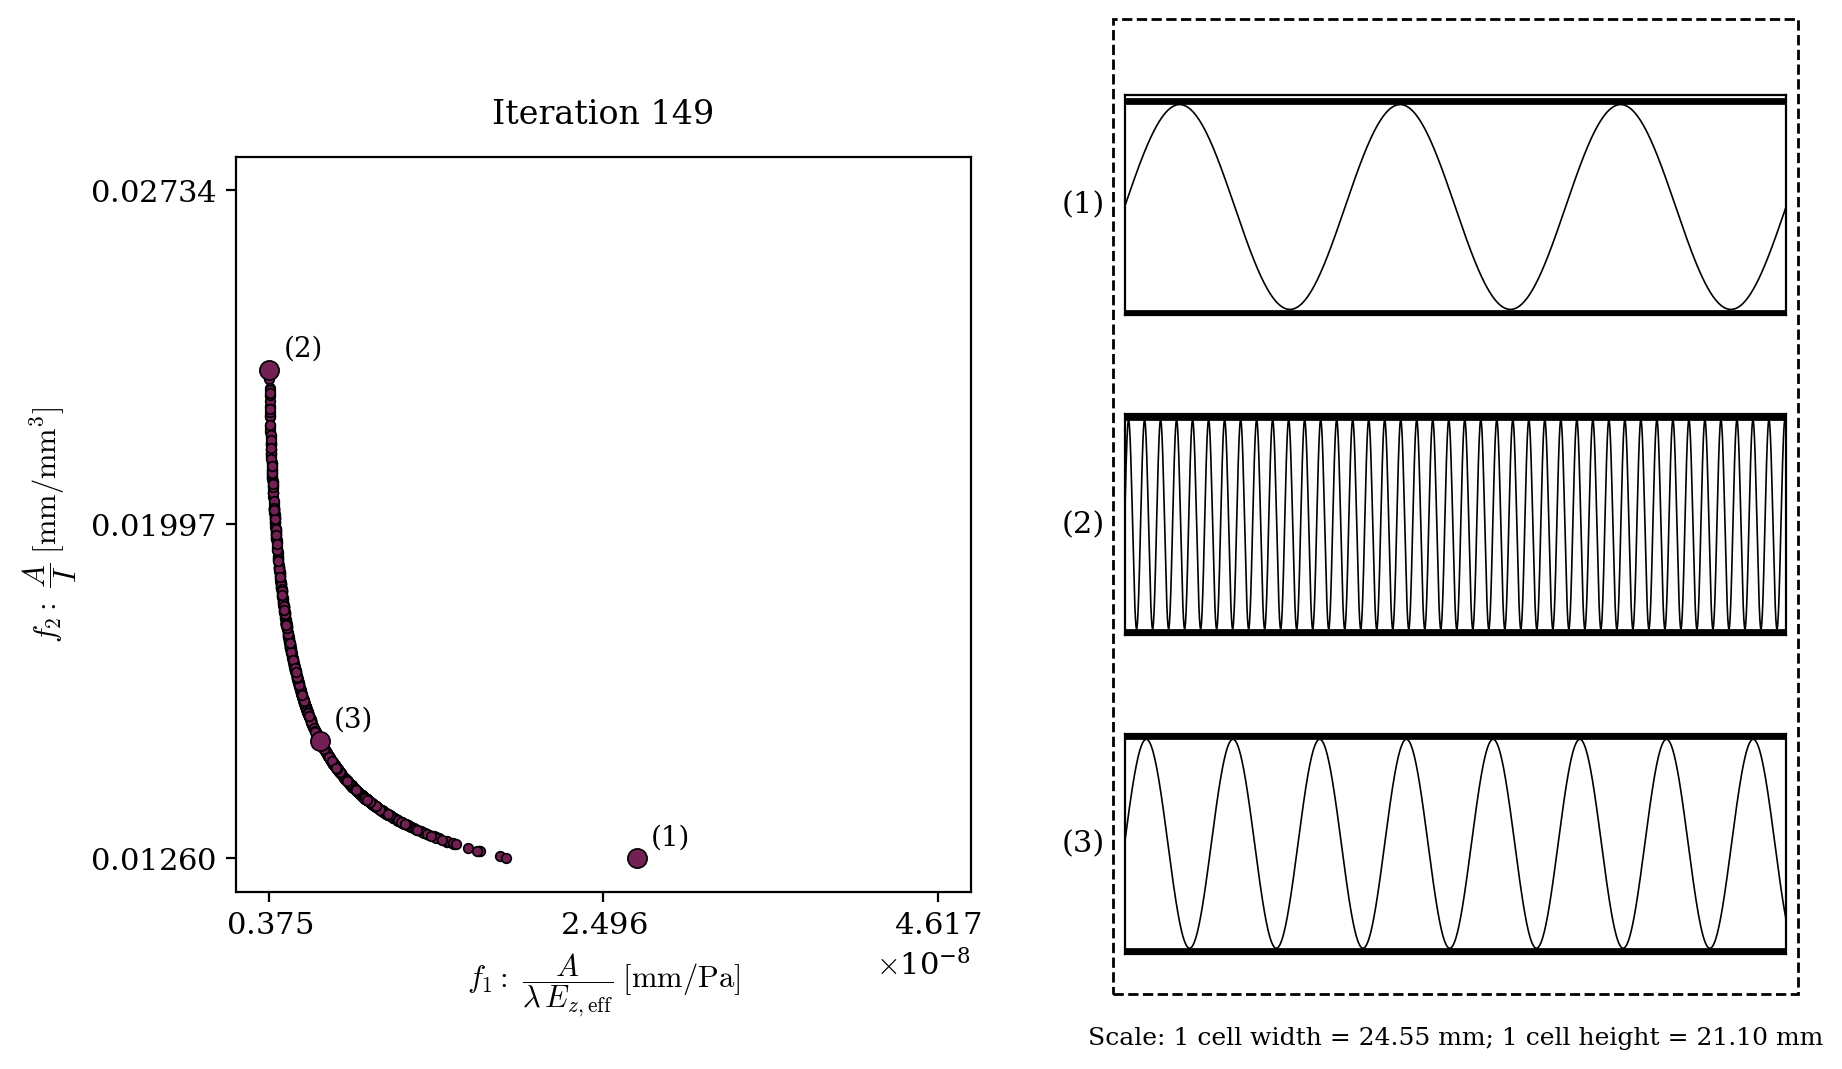 Iteration 149
0.02734
0.01997
0.01260
f₂ : A/I [mm/mm³]
(2)
(3)
(1)
0.375 2.496 4.617
×10⁻⁸
f₁ : A/(λ E_z,eff) [mm/Pa]
(1)
(2)
(3)
Scale: 1 cell width = 24.55 mm; 1 cell height = 21.10 mm